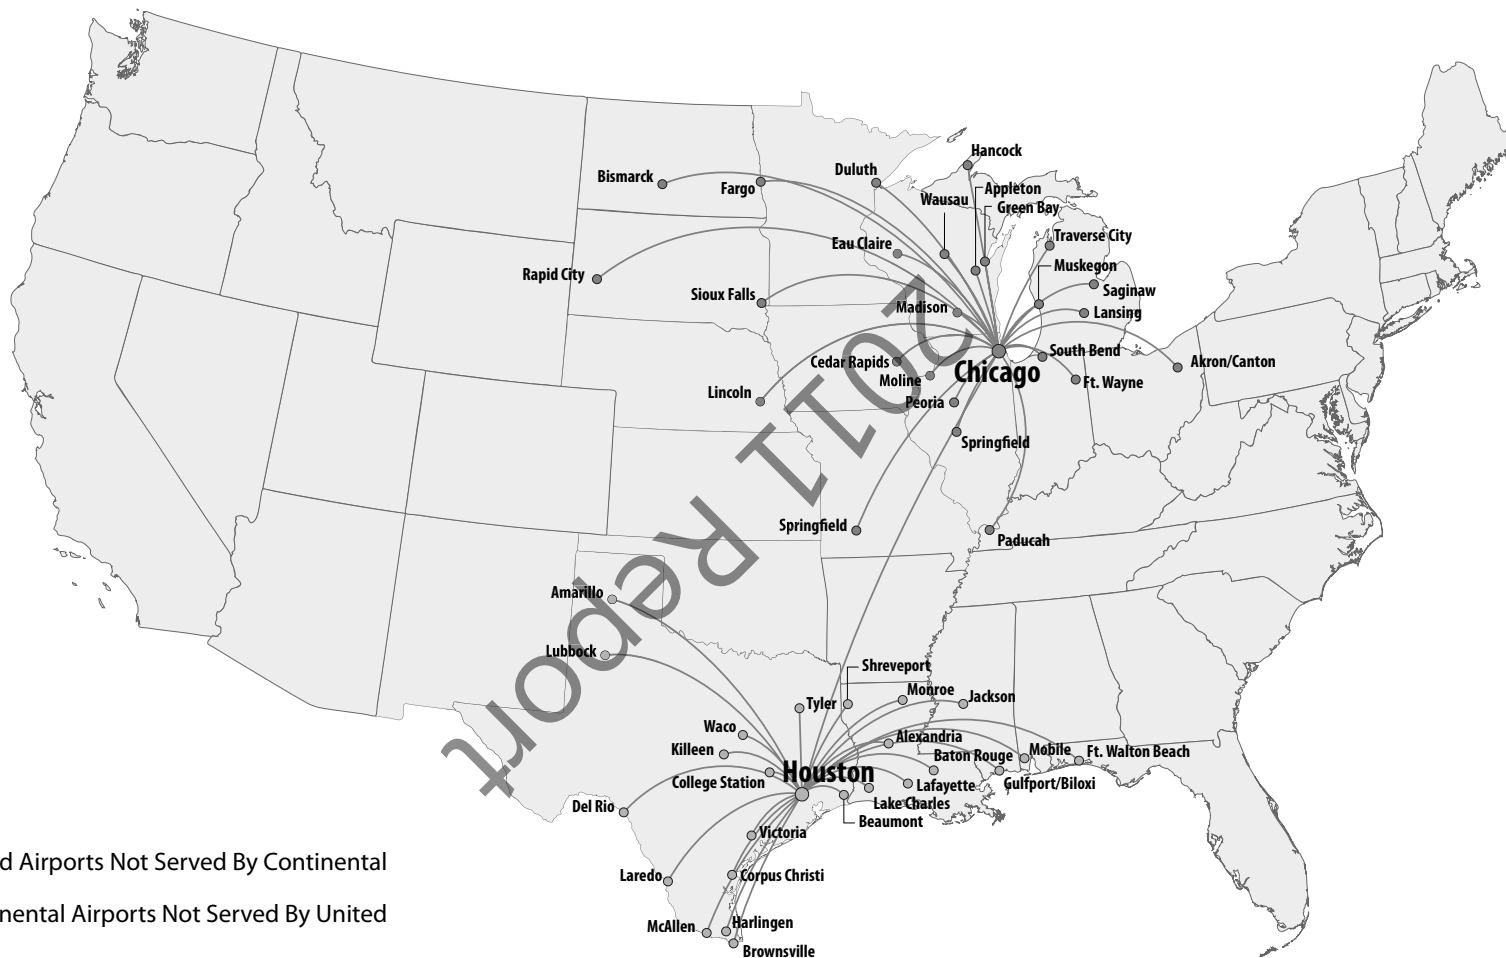 Hancock
Duluth
Bismarck
Fargo
Appleton
Wausau
Green Bay
Traverse City
Eau Claire
Muskegon
Rapid City
Saginaw
Sioux Falls
Madison
Lansing
South Bend
Cedar Rapids
Akron/Canton
Chicago
Moline
Ft. Wayne
Lincoln
Peoria
Springfield
Springfield
Paducah
2011 Report
Amarillo
Lubbock
Shreveport
Monroe
Jackson
Tyler
Waco
Alexandria
Killeen
Mobile
Ft. Walton Beach
Baton Rouge
Houston
College Station
Lafayette
Gulfport/Biloxi
Lake Charles
Del Rio
Beaumont
Victoria
d Airports Not Served By Continental
Laredo
Corpus Christi
nental Airports Not Served By United
McAllen
Harlingen
Brownsville